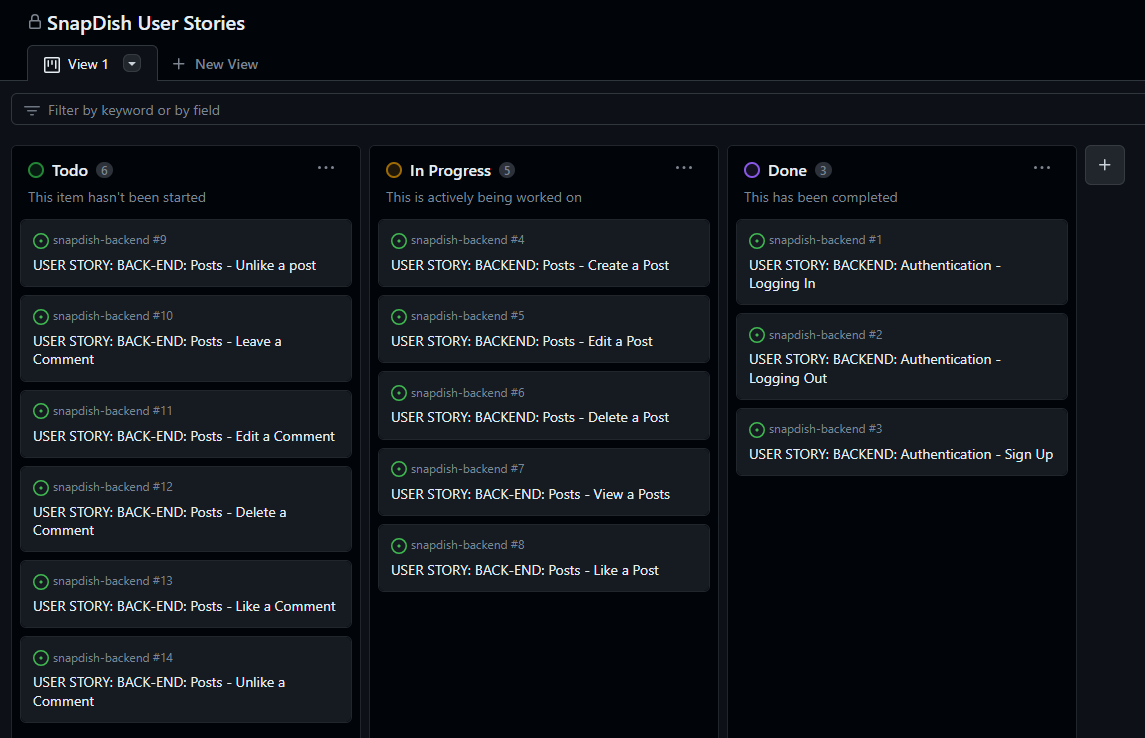 SnapDish User Stories
View 1
New View
Filter by keyword or by field
Todo 6
This item hasn't been started
snapdish-backend #9
USER STORY: BACK-END: Posts - Unlike a post
snapdish-backend #10
USER STORY: BACK-END: Posts - Leave a
Comment
snapdish-backend #11
USER STORY: BACK-END: Posts - Edit a Comment
snapdish-backend #12
USER STORY: BACK-END: Posts - Delete a
Comment
snapdish-backend #13
USER STORY: BACK-END: Posts - Like a Comment
snapdish-backend #14
USER STORY: BACK-END: Posts - Unlike a
Comment
In Progress 5
This is actively being worked on
snapdish-backend #4
USER STORY: BACKEND: Posts - Create a Post
snapdish-backend #5
USER STORY: BACKEND: Posts - Edit a Post
snapdish-backend #6
USER STORY: BACKEND: Posts - Delete a Post
snapdish-backend #7
USER STORY: BACK-END: Posts - View a Posts
snapdish-backend #8
USER STORY: BACK-END: Posts - Like a Post
Done 3
This has been completed
snapdish-backend #1
USER STORY: BACKEND: Authentication -
Logging In
snapdish-backend #2
USER STORY: BACKEND: Authentication -
Logging Out
snapdish-backend #3
USER STORY: BACKEND: Authentication - Sign Up